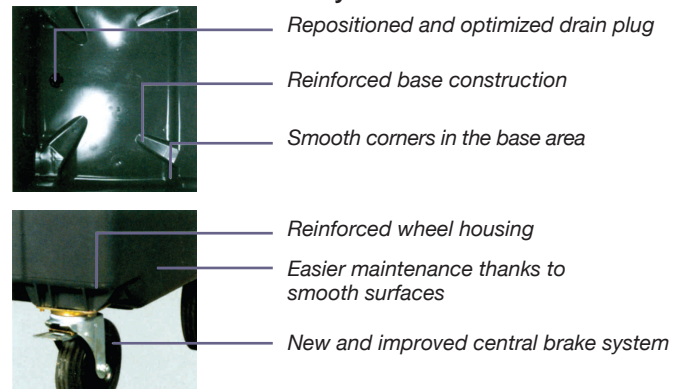 Repositioned and optimized drain plug
Reinforced base construction
Smooth corners in the base area
Reinforced wheel housing
Easier maintenance thanks to
smooth surfaces
New and improved central brake system